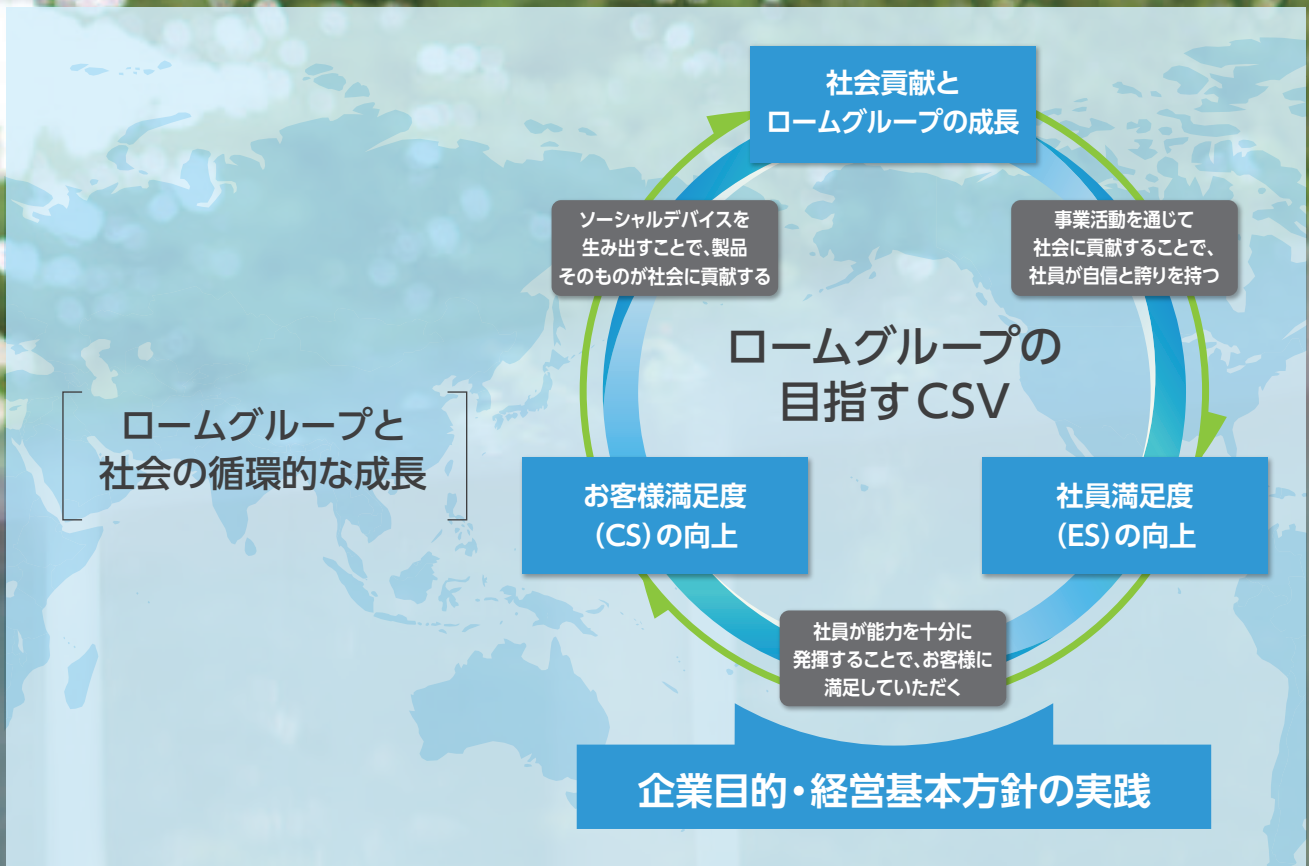 社会貢献と
ロームグループの成長
ソーシャルデバイスを
生み出すことで、製品
そのものが社会に貢献する
事業活動を通じて
社会に貢献することで、
社員が自信と誇りを持つ
ロームグループの
目指すCSV
ロームグループと
社会の循環的な成長
お客様満足度
（CS）の向上
社員満足度
（ES）の向上
社員が能力を十分に
発揮することで、お客様に
満足していただく
企業目的・経営基本方針の実践